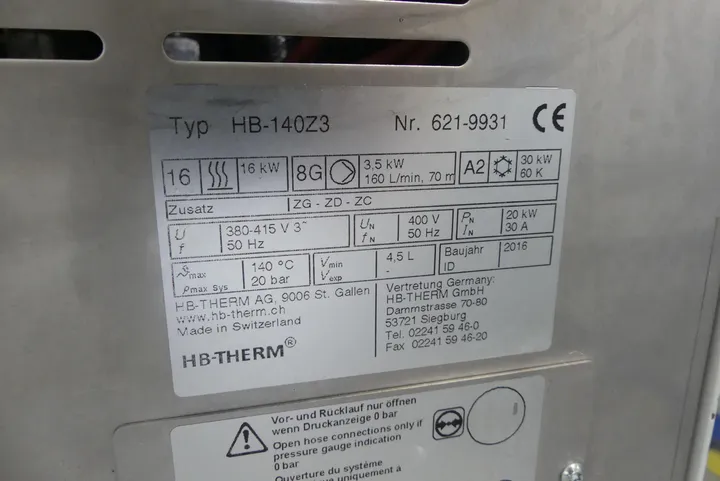 Typ HB-140Z3 Nr. 621-9931 CE
16 16 kW 8G 3,5 kW 160 L/min, 70 m A2 30 kW 60 K
Zusatz ZG - ZD - ZC
U 380-415 V 3~ UN 400 V PN 20 kW
f 50 Hz fN 50 Hz IN 30 A
ϑmax 140 °C Vmin 4,5 L Baujahr 2016
pmax Sys 20 bar Vexp - ID
HB-THERM AG, 9006 St. Gallen
www.hb-therm.ch
Made in Switzerland
HB-THERM®
Vertretung Germany:
HB-THERM GmbH
Dammstrasse 70-80
53721 Siegburg
Tel. 02241 59 46-0
Fax 02241 59 46-20
Vor- und Rücklauf nur öffnen
wenn Druckanzeige 0 bar
Open hose connections only if
pressure gauge indication
0 bar
Ouverture du système
uniquement à